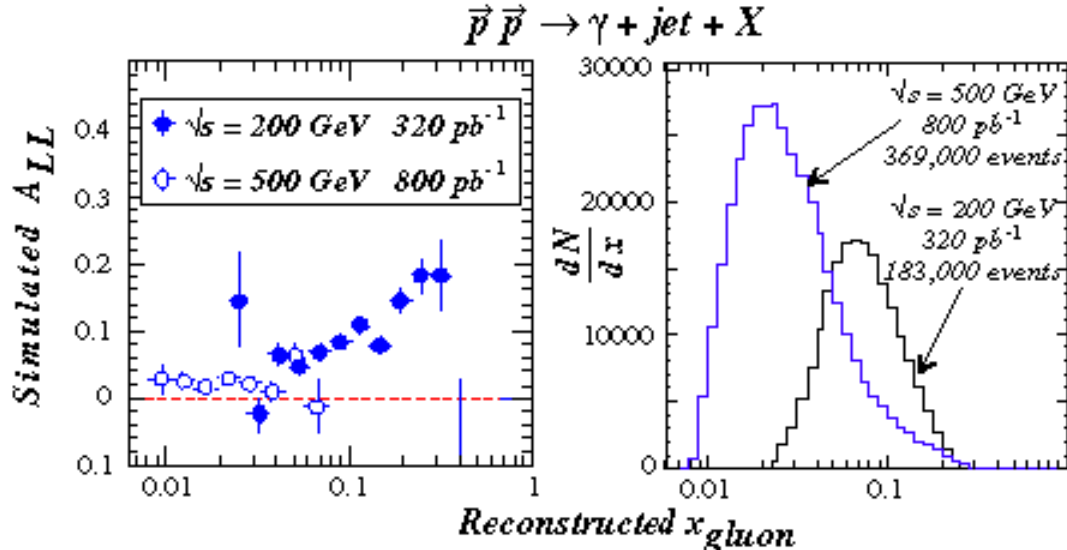 p⃗ p⃗ → γ + jet + X
Simulated A_LL
0.4
0.3
0.2
0.1
0
0.1
0.01 0.1 1
√s = 200 GeV 320 pb⁻¹
√s = 500 GeV 800 pb⁻¹
dN/dx
30000
20000
10000
0
0.01 0.1
√s = 500 GeV
800 pb⁻¹
369,000 events
√s = 200 GeV
320 pb⁻¹
183,000 events
Reconstructed x_gluon